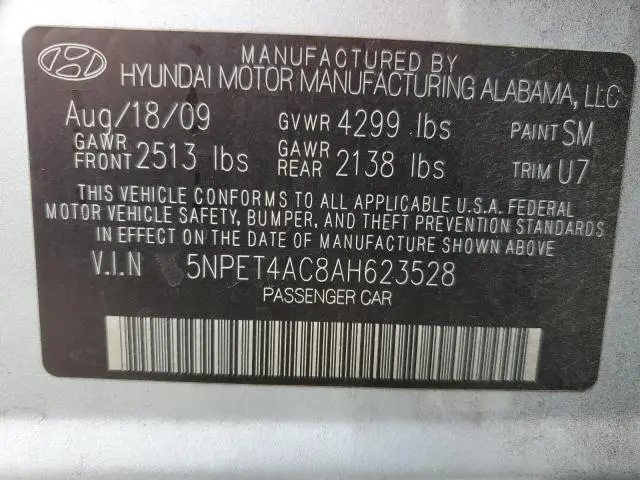 MANUFACTURED BY
HYUNDAI MOTOR MANUFACTURING ALABAMA, LLC
Aug/18/09 GVWR 4299 lbs PAINT SM
GAWR FRONT 2513 lbs GAWR REAR 2138 lbs TRIM U7
THIS VEHICLE CONFORMS TO ALL APPLICABLE U.S.A. FEDERAL
MOTOR VEHICLE SAFETY, BUMPER, AND THEFT PREVENTION STANDARDS
IN EFFECT ON THE DATE OF MANUFACTURE SHOWN ABOVE.
V.I.N 5NPET4AC8AH623528
PASSENGER CAR